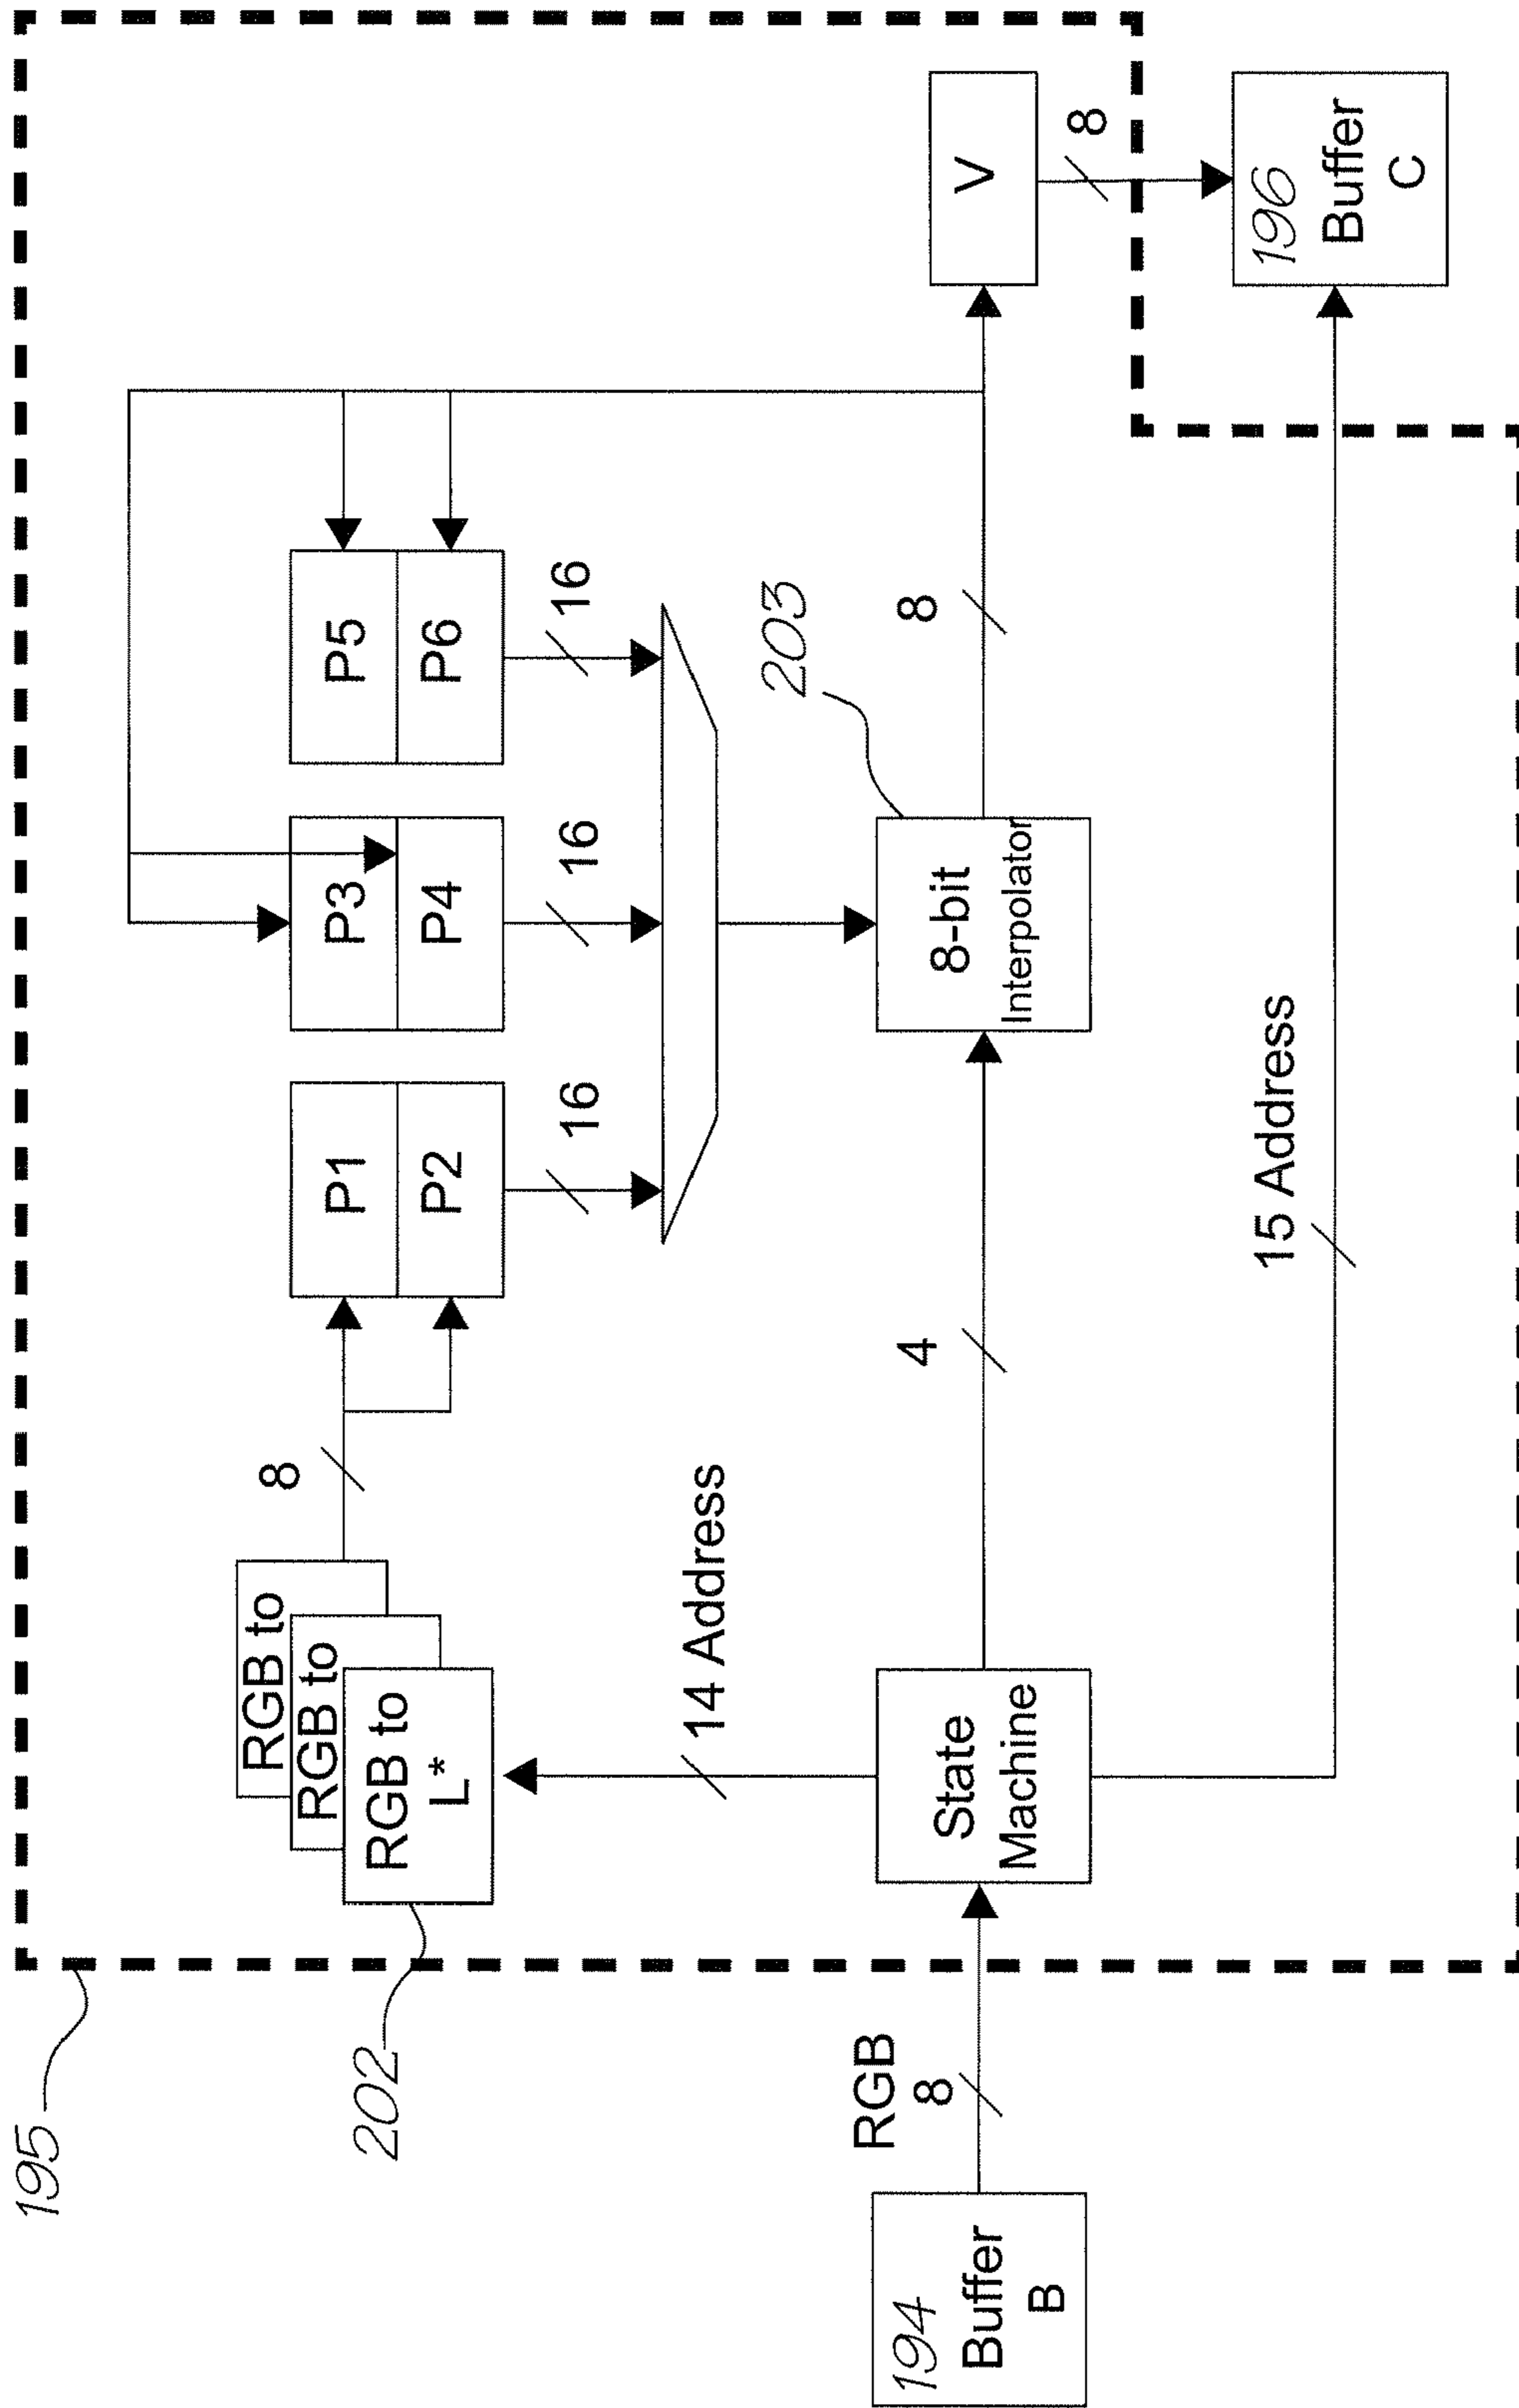 195
202
RGB to
RGB to
RGB to
L*
8
P1
P2
P3
P4
P5
P6
16
16
16
14 Address
203
194
Buffer
B
RGB
8
State
Machine
4
8-bit
Interpolator
8
V
8
15 Address
196
Buffer
C